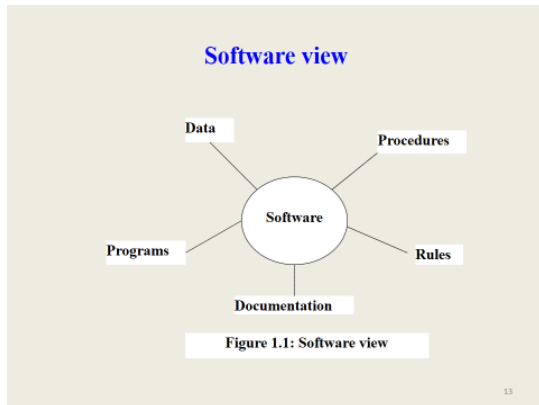 Software view
Data
Procedures
Software
Programs
Rules
Documentation
Figure 1.1: Software view
13